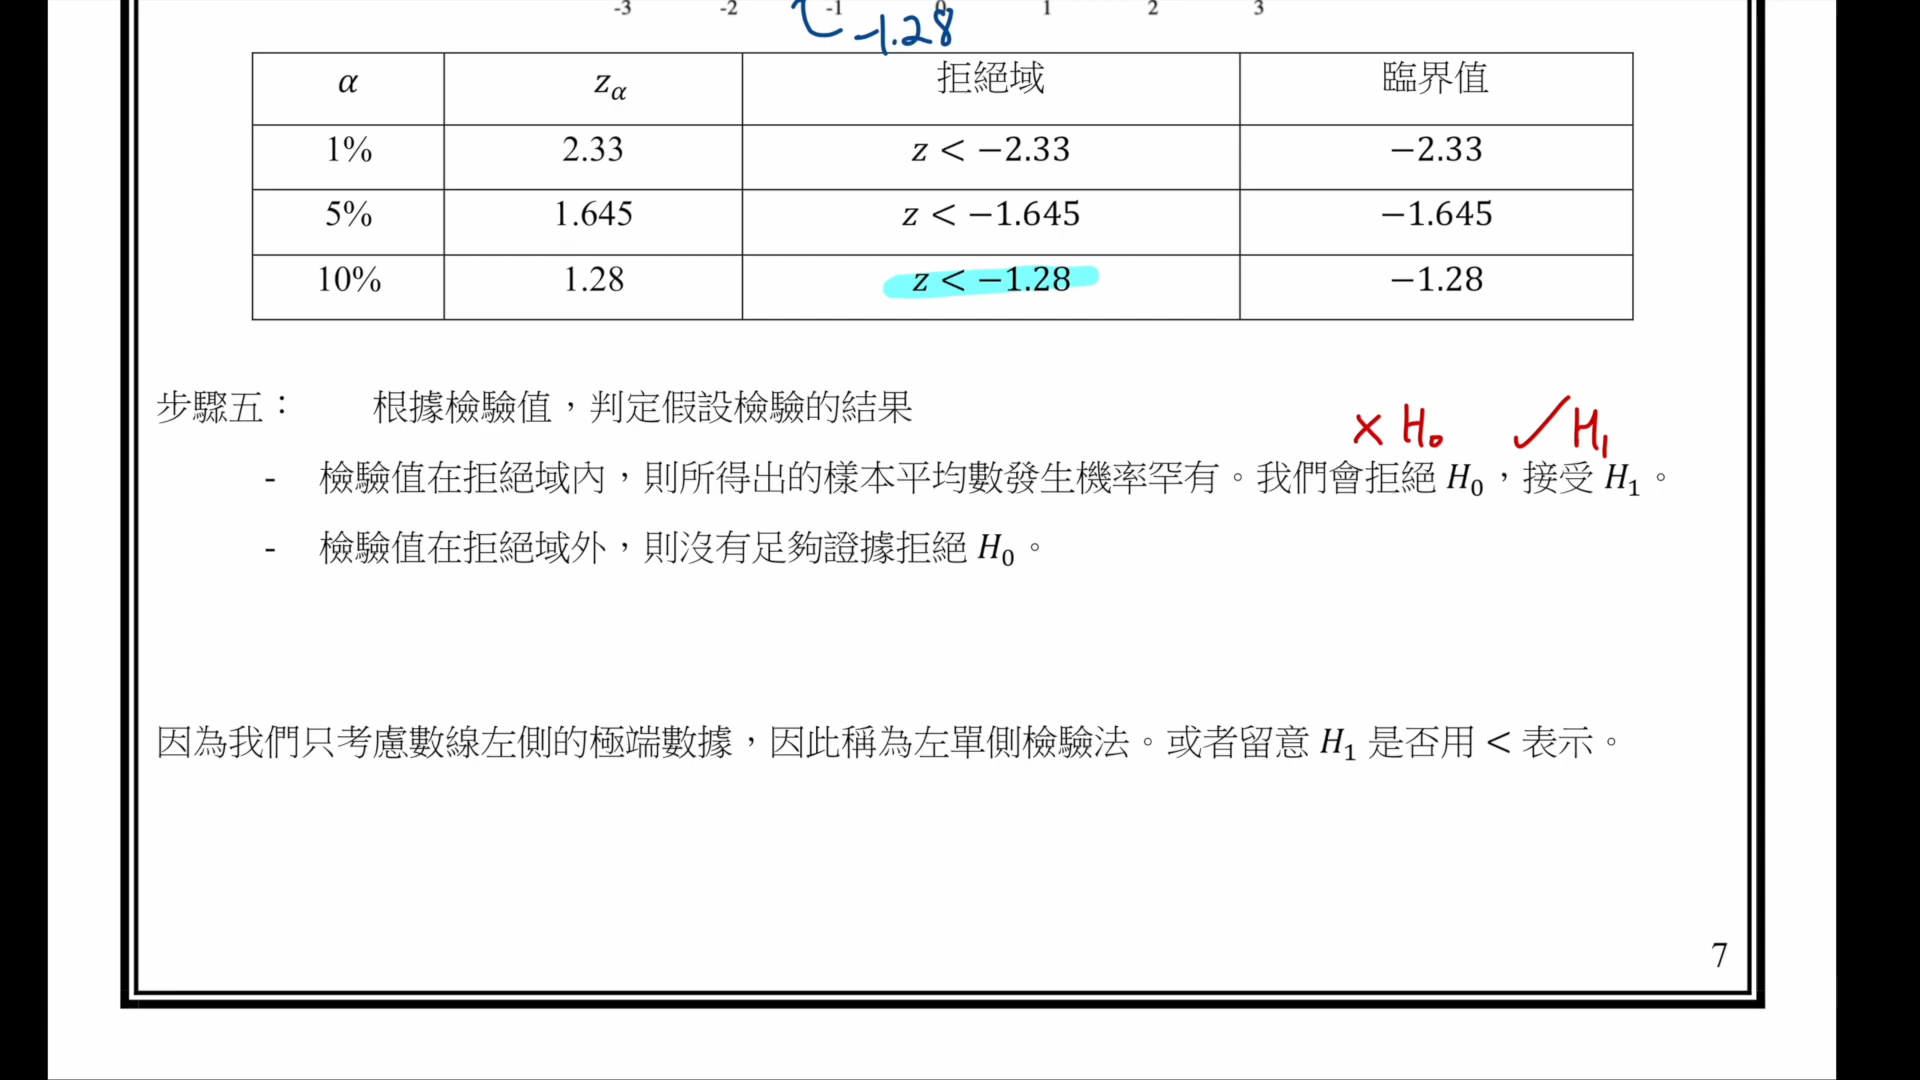 -3 -2 -1 0 1 2 3
-1.28
α zα 拒絕域 臨界值
1% 2.33 z < −2.33 −2.33
5% 1.645 z < −1.645 −1.645
10% 1.28 z < −1.28 −1.28
步驟五： 根據檢驗值，判定假設檢驗的結果
× H₀ ✓ H₁
- 檢驗值在拒絕域內，則所得出的樣本平均數發生機率罕有。我們會拒絕 H₀，接受 H₁。
- 檢驗值在拒絕域外，則沒有足夠證據拒絕 H₀。
因為我們只考慮數線左側的極端數據，因此稱為左單側檢驗法。或者留意 H₁ 是否用 < 表示。
7